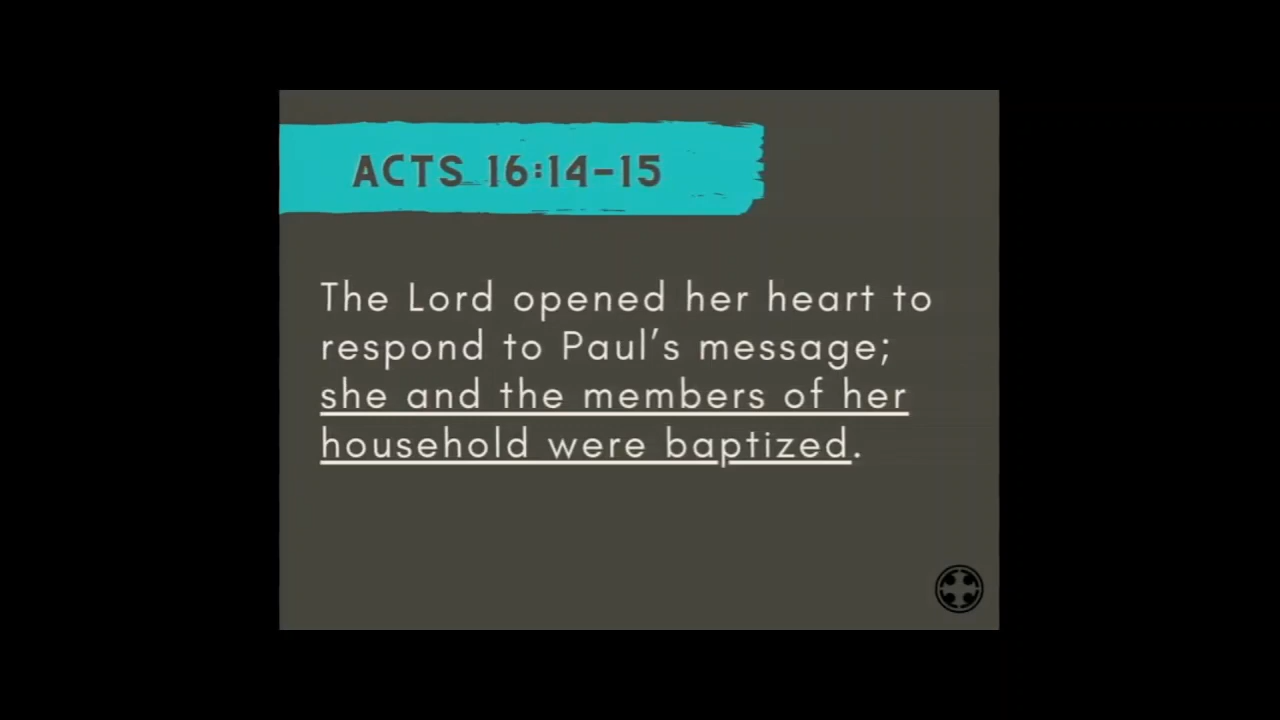 ACTS 16:14-15
The Lord opened her heart to
respond to Paul's message;
she and the members of her
household were baptized.